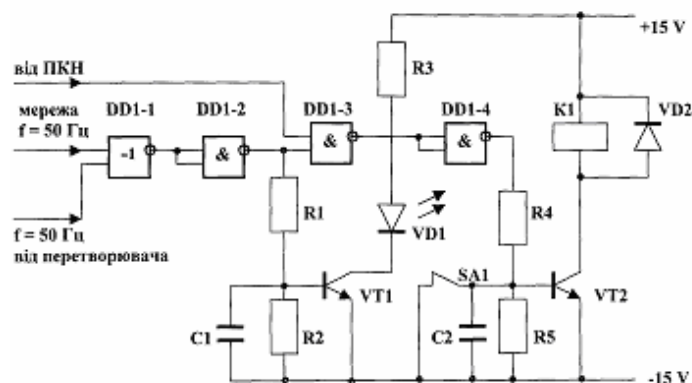 +15 V
R3
від ПКН
мережа
f = 50 Гц
DD1-1
DD1-2
DD1-3
DD1-4
K1
VD2
-1
&
&
&
f = 50 Гц
від перетворювача
R1
VD1
R4
SA1
VT1
VT2
C1
R2
C2
R5
-15 V